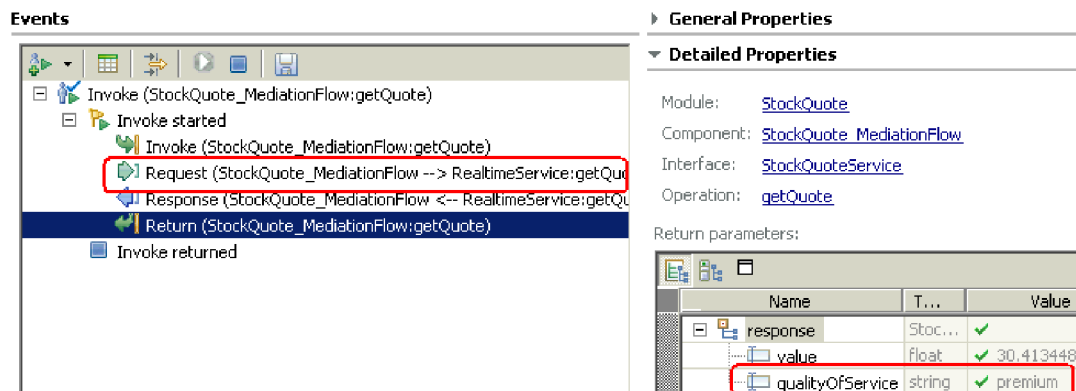 Events
Invoke (StockQuote_MediationFlow:getQuote)
Invoke started
Invoke (StockQuote_MediationFlow:getQuote)
Request (StockQuote_MediationFlow --> RealtimeService:getQuo
Response (StockQuote_MediationFlow <-- RealtimeService:getQu
Return (StockQuote_MediationFlow:getQuote)
Invoke returned
General Properties
Detailed Properties
Module: StockQuote
Component: StockQuote_MediationFlow
Interface: StockQuoteService
Operation: getQuote
Return parameters:
Name T... Value
response Stoc...
value float 30.413448
qualityOfService string premium